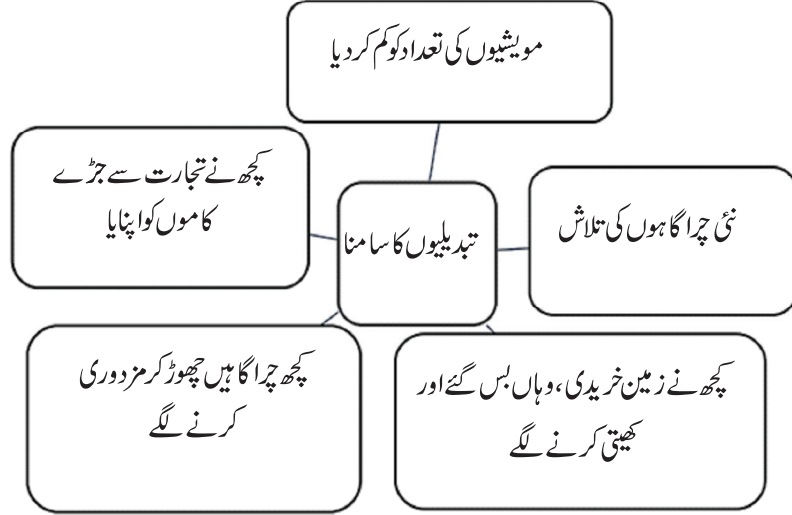 مویشیوں کی تعداد کو کم کر دیا
کچھ نے تجارت سے جڑے
کاموں کو اپنایا
نئی چراگاہوں کی تلاش
تبدیلیوں کا سامنا
کچھ چراگاہیں چھوڑ کر مزدوری
کرنے لگے
کچھ نے زمین خریدی، وہاں بس گئے اور
کھیتی کرنے لگے